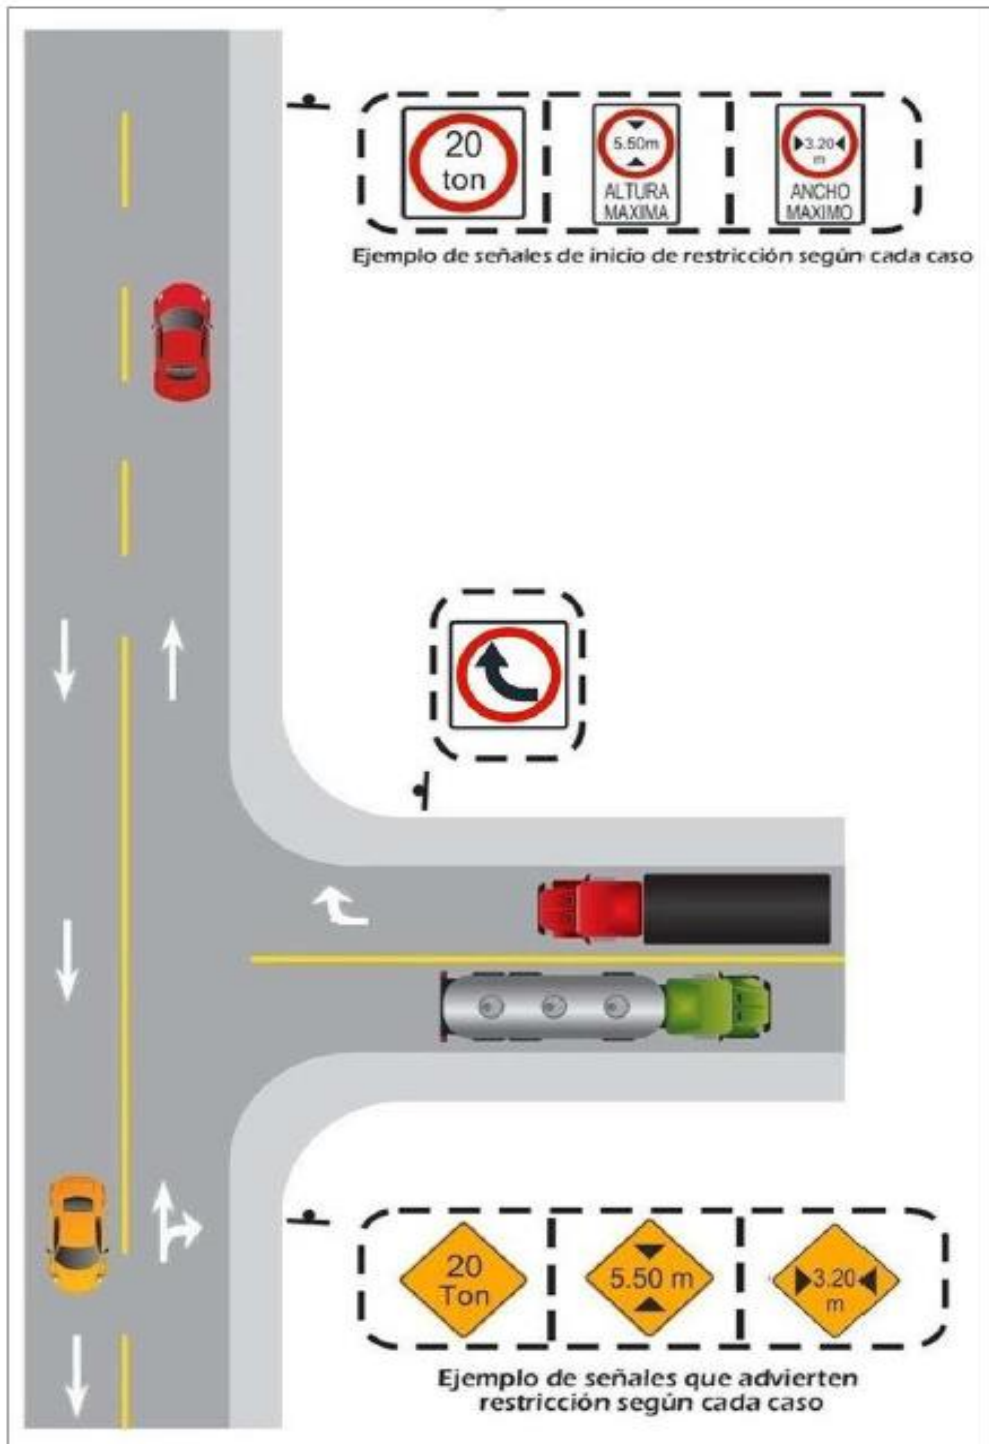 20
ton
5.50m
ALTURA
MAXIMA
3.20
m
ANCHO
MAXIMO
Ejemplo de señales de inicio de restricción según cada caso
20
Ton
5.50 m
3.20
m
Ejemplo de señales que advierten
restricción según cada caso